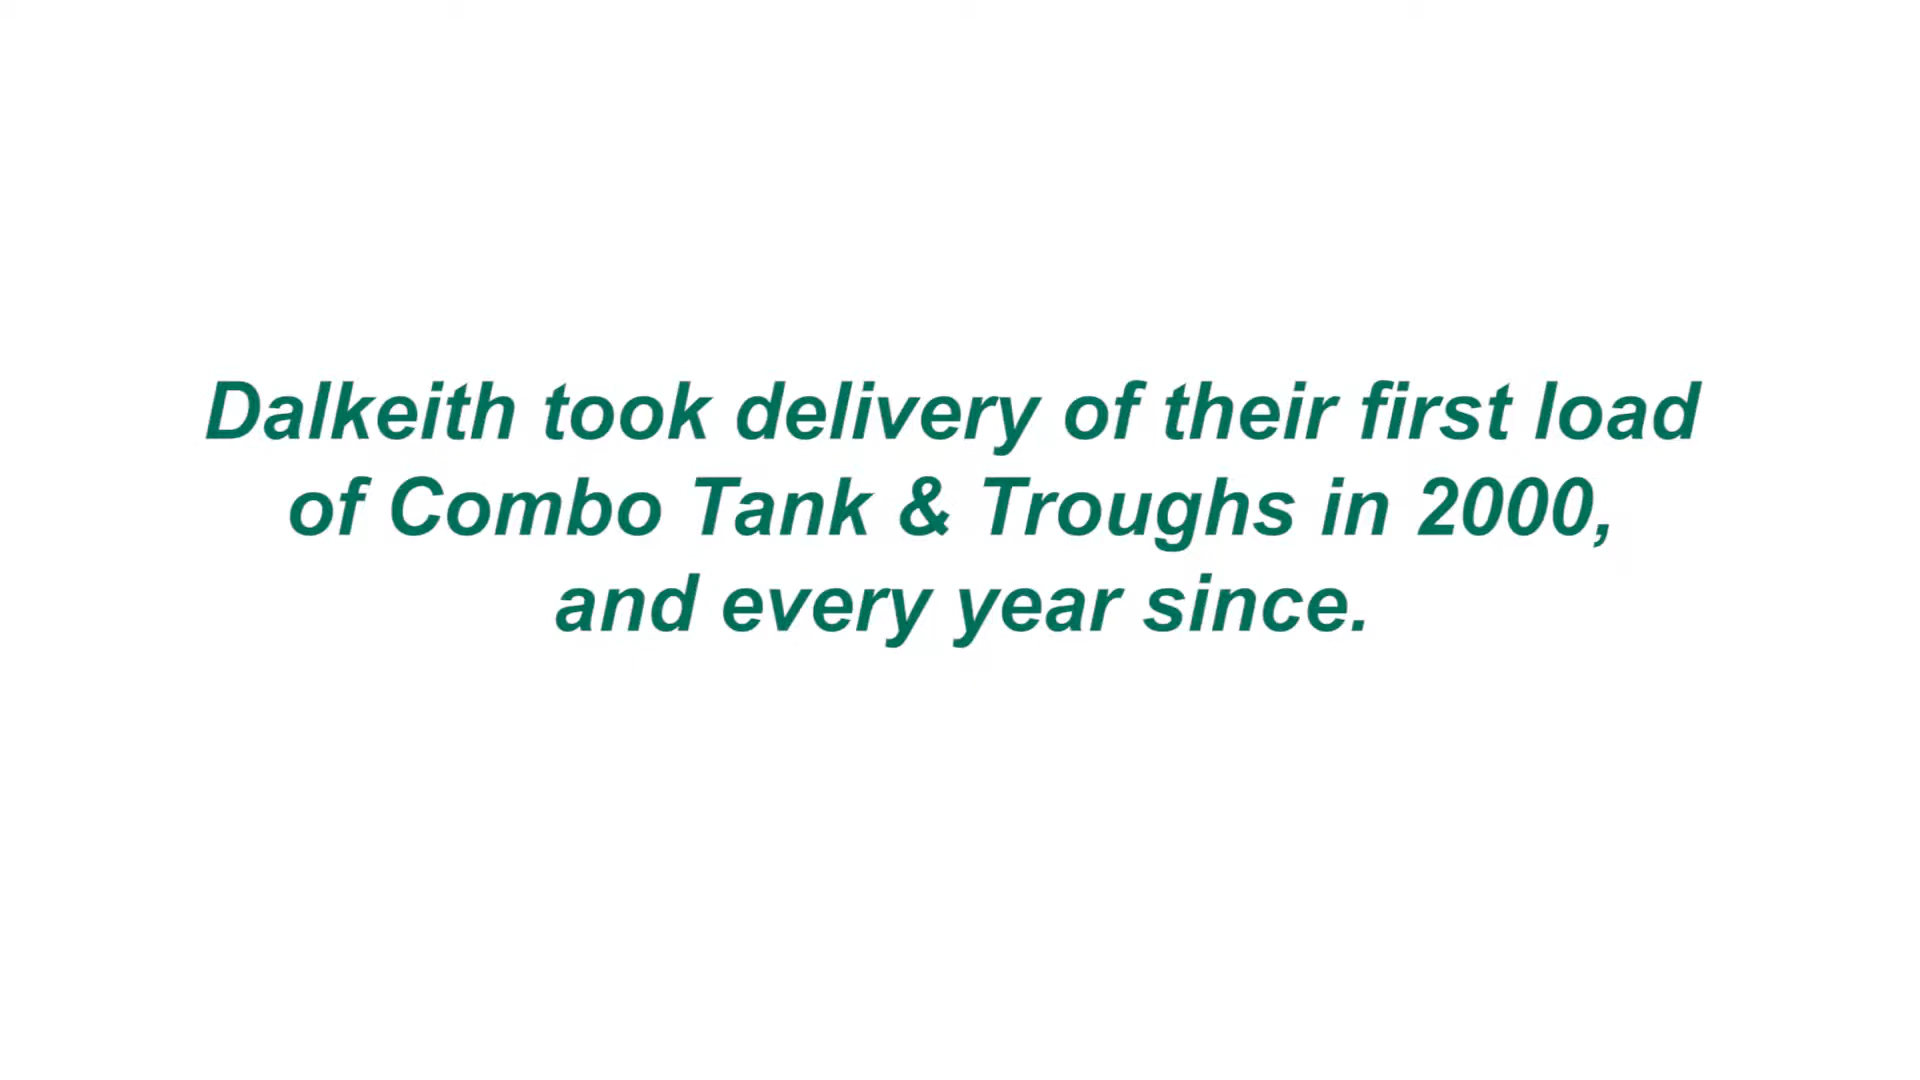 Dalkeith took delivery of their first load
of Combo Tank & Troughs in 2000,
and every year since.